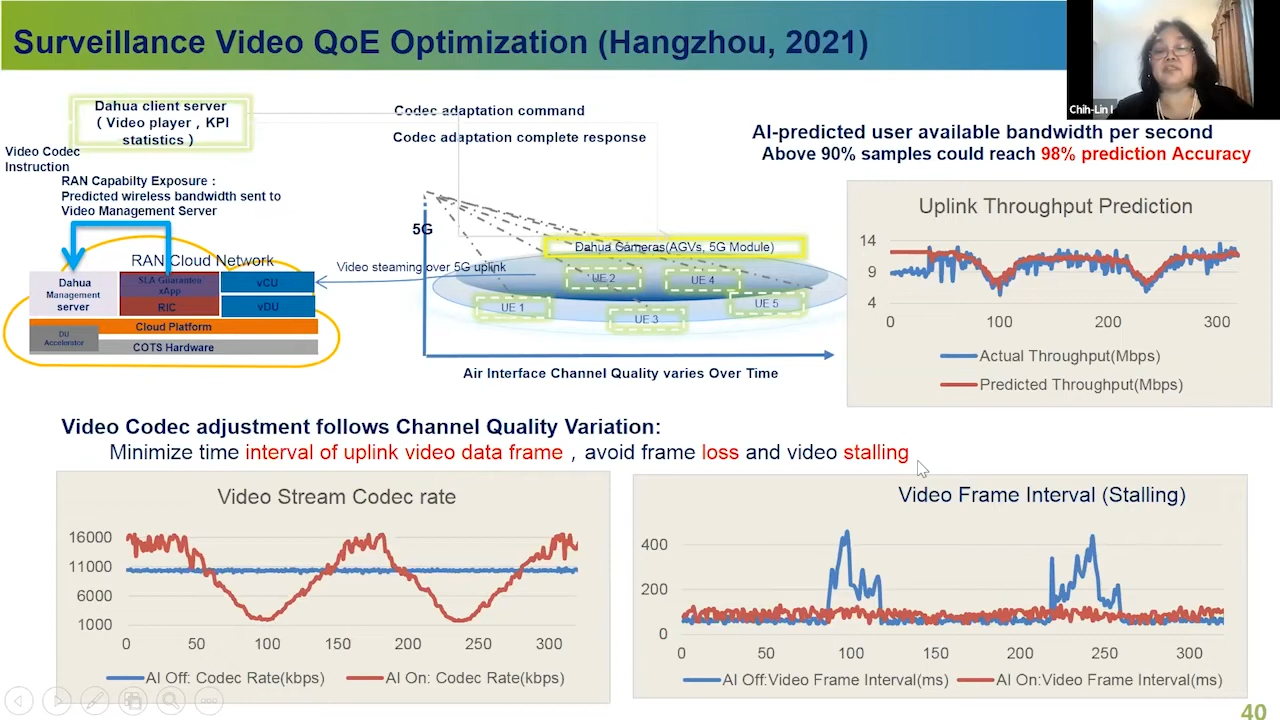 Surveillance Video QoE Optimization (Hangzhou, 2021)
Chih-Lin I
Dahua client server
( Video player , KPI
statistics )
Codec adaptation command
Codec adaptation complete response
Video Codec
Instruction
RAN Capabilty Exposure :
Predicted wireless bandwidth sent to
Video Management Server
AI-predicted user available bandwidth per second
Above 90% samples could reach 98% prediction Accuracy
5G
RAN Cloud Network
Dahua
Management
server
SLA Guarantee
xApp
RIC
vCU
vDU
Cloud Platform
DU
Accelerator
COTS Hardware
Video steaming over 5G uplink
Dahua Cameras(AGVs, 5G Module)
UE 1
UE 2
UE 3
UE 4
UE 5
Air Interface Channel Quality varies Over Time
Uplink Throughput Prediction
14
9
4
0 100 200 300
Actual Throughput(Mbps)
Predicted Throughput(Mbps)
Video Codec adjustment follows Channel Quality Variation:
Minimize time interval of uplink video data frame , avoid frame loss and video stalling
Video Stream Codec rate
16000
11000
6000
1000
0 50 100 150 200 250 300
AI Off: Codec Rate(kbps) AI On: Codec Rate(kbps)
Video Frame Interval (Stalling)
400
200
0
0 50 100 150 200 250 300
AI Off:Video Frame Interval(ms) AI On:Video Frame Interval(ms)
40